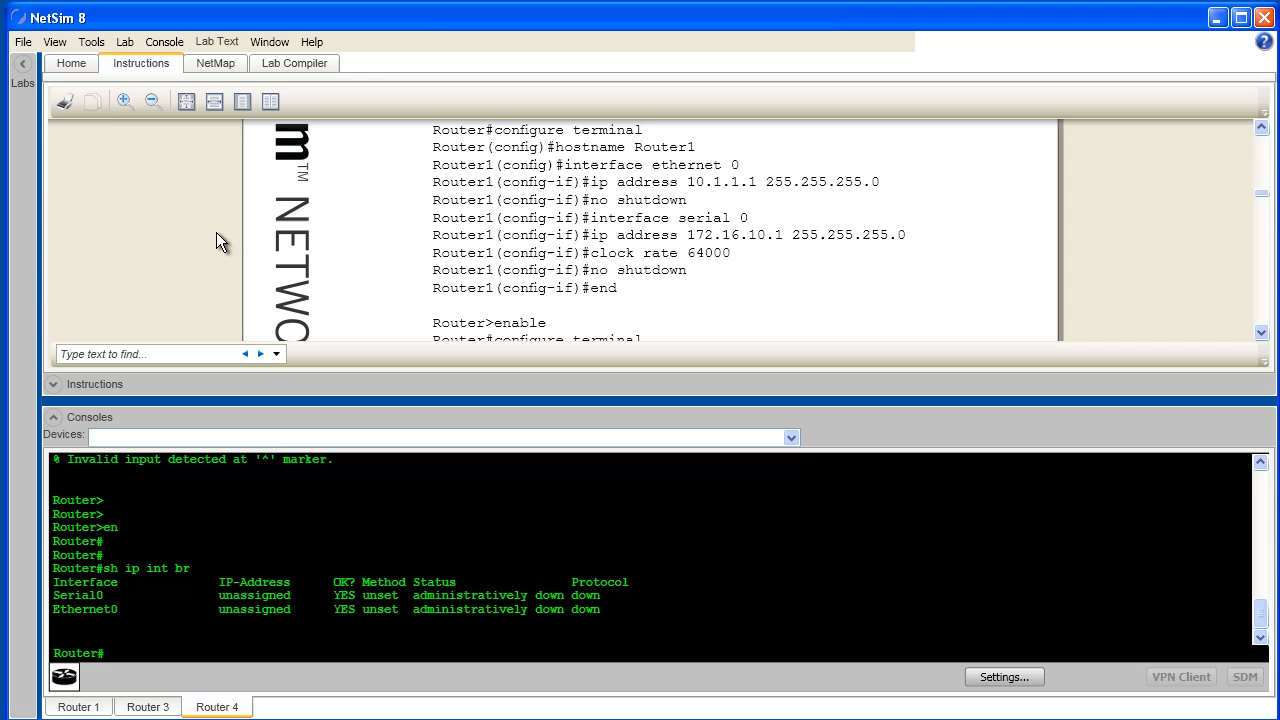 NetSim 8
File View Tools Lab Console Lab Text Window Help
Home Instructions NetMap Lab Compiler
Labs
m™ NETWO
Router#configure terminal
Router(config)#hostname Router1
Router1(config)#interface ethernet 0
Router1(config-if)#ip address 10.1.1.1 255.255.255.0
Router1(config-if)#no shutdown
Router1(config-if)#interface serial 0
Router1(config-if)#ip address 172.16.10.1 255.255.255.0
Router1(config-if)#clock rate 64000
Router1(config-if)#no shutdown
Router1(config-if)#end
Router>enable
Router#configure terminal
Type text to find...
Instructions
Consoles
Devices:
% Invalid input detected at '^' marker.
Router>
Router>
Router>en
Router#
Router#
Router#sh ip int br
Interface IP-Address OK? Method Status Protocol
Serial0 unassigned YES unset administratively down down
Ethernet0 unassigned YES unset administratively down down
Router#
Settings... VPN Client SDM
Router 1 Router 3 Router 4